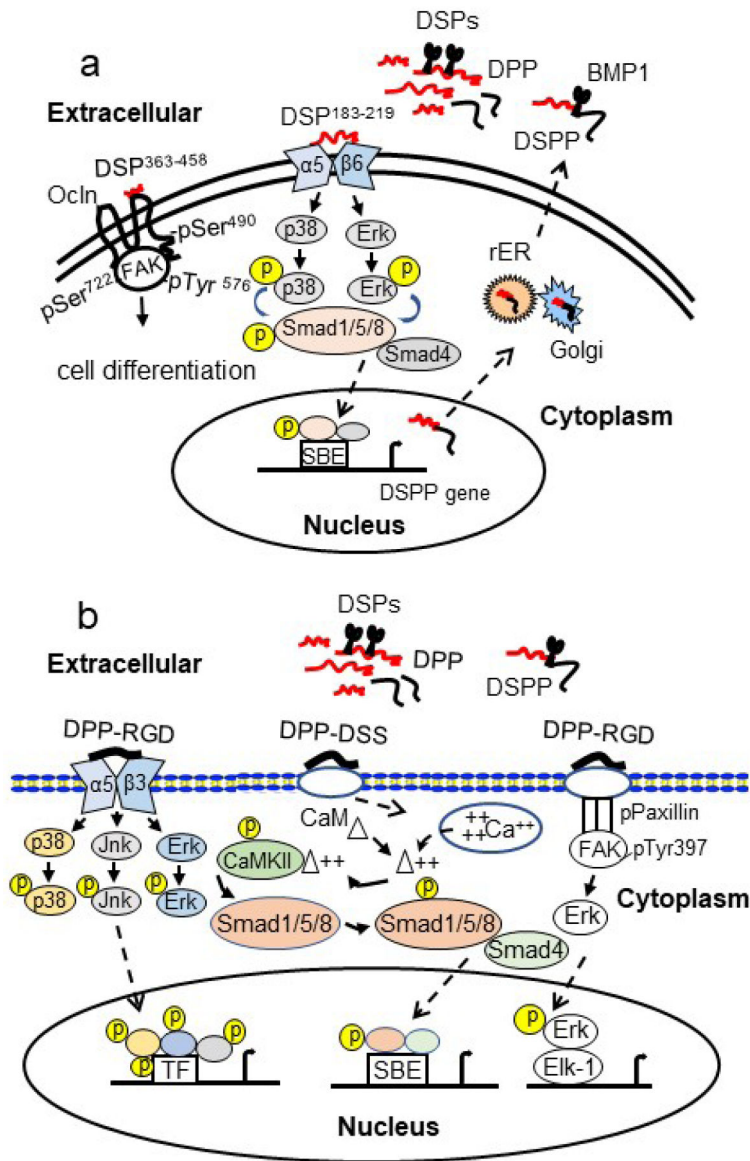 a
DSPs
DPP
BMP1
Extracellular
DSP183-219
DSPP
DSP363-458
α5 β6
Ocln
-pSer490
p38 Erk
rER
FAK
pSer722
-pTyr 576
p p
p38 Erk
Smad1/5/8
p
Smad4
Golgi
cell differentiation
Cytoplasm
p
SBE
DSPP gene
Nucleus
b
DSPs
Extracellular
DPP
DSPP
DPP-RGD
DPP-DSS
DPP-RGD
α5 β3
CaM
++
++Ca++
pPaxillin
p38 Jnk Erk
p
CaMKII
++
++
FAK
pTyr397
p p p
p38 Jnk Erk
p
Cytoplasm
Smad1/5/8
Smad1/5/8
Erk
Smad4
p p p
p
TF
p
SBE
p
Erk
Elk-1
Nucleus